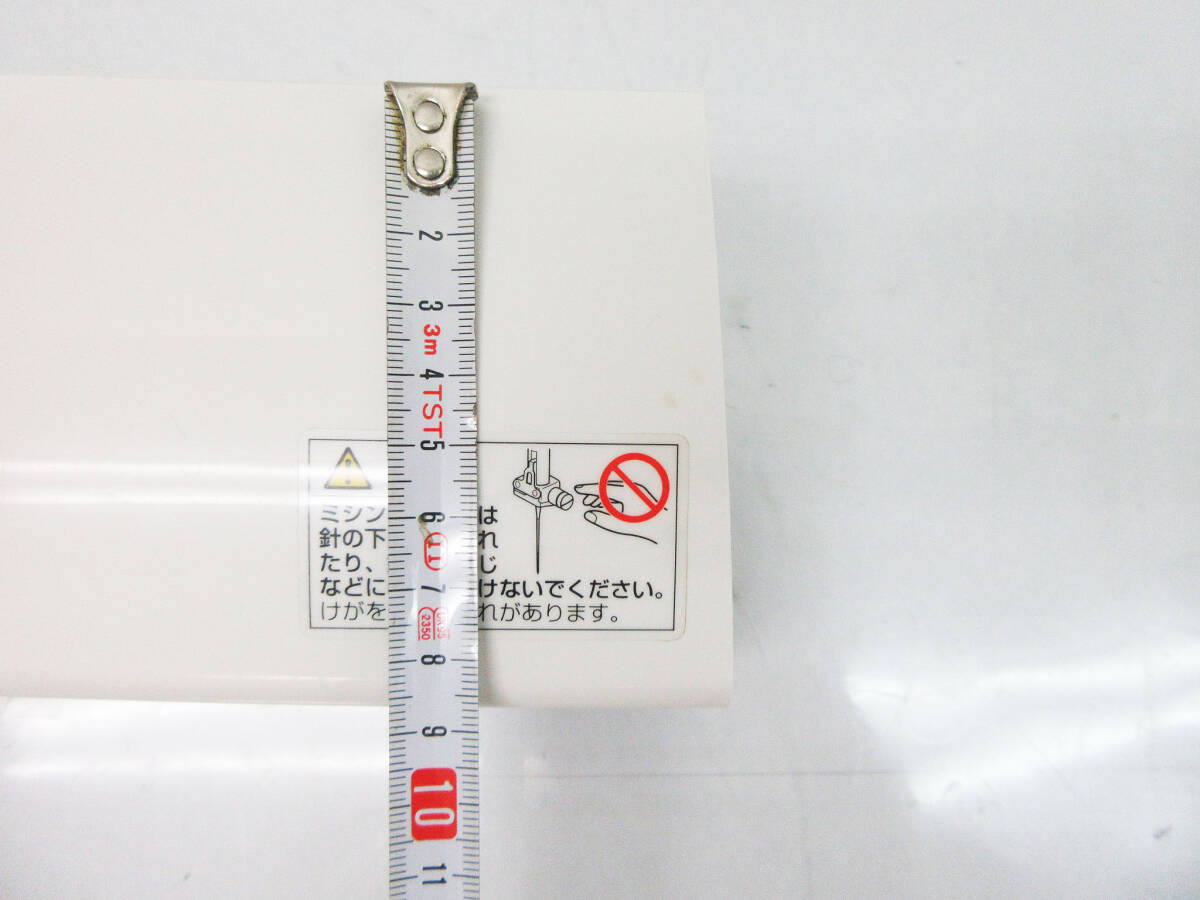 2
3
3m
4
TST
5
6
11
7
2350
8
9
10
11
ミシン は
針の下 れ
たり、 じ
などに けないでください。
けがを れがあります。